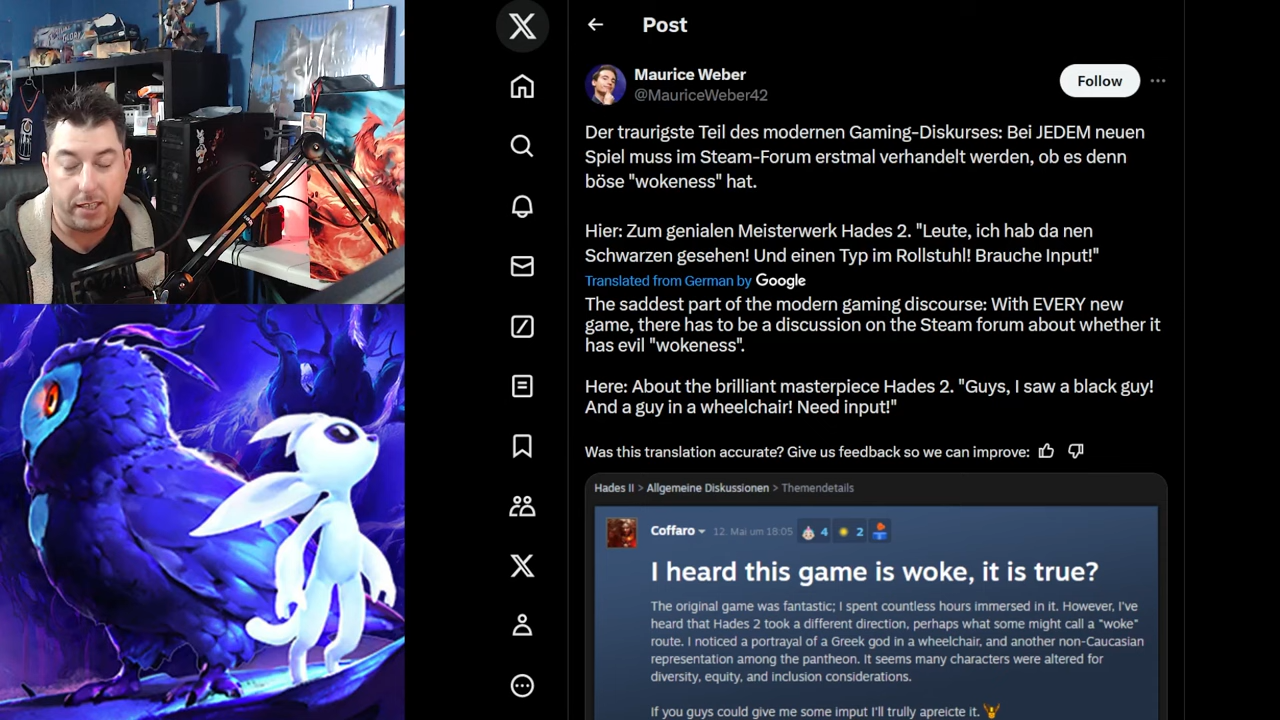 Post
Maurice Weber
@MauriceWeber42
Follow
Der traurigste Teil des modernen Gaming-Diskurses: Bei JEDEM neuen
Spiel muss im Steam-Forum erstmal verhandelt werden, ob es denn
böse "wokeness" hat.
Hier: Zum genialen Meisterwerk Hades 2. "Leute, ich hab da nen
Schwarzen gesehen! Und einen Typ im Rollstuhl! Brauche Input!"
Translated from German by Google
The saddest part of the modern gaming discourse: With EVERY new
game, there has to be a discussion on the Steam forum about whether it
has evil "wokeness".
Here: About the brilliant masterpiece Hades 2. "Guys, I saw a black guy!
And a guy in a wheelchair! Need input!"
Was this translation accurate? Give us feedback so we can improve:
Hades II > Allgemeine Diskussionen > Themendetails
Coffaro 12. Mai um 18:05 4 2
I heard this game is woke, it is true?
The original game was fantastic; I spent countless hours immersed in it. However, I've
heard that Hades 2 took a different direction, perhaps what some might call a "woke"
route. I noticed a portrayal of a Greek god in a wheelchair, and another non-Caucasian
representation among the pantheon. It seems many characters were altered for
diversity, equity, and inclusion considerations.
If you guys could give me some imput I'll trully apreicte it.